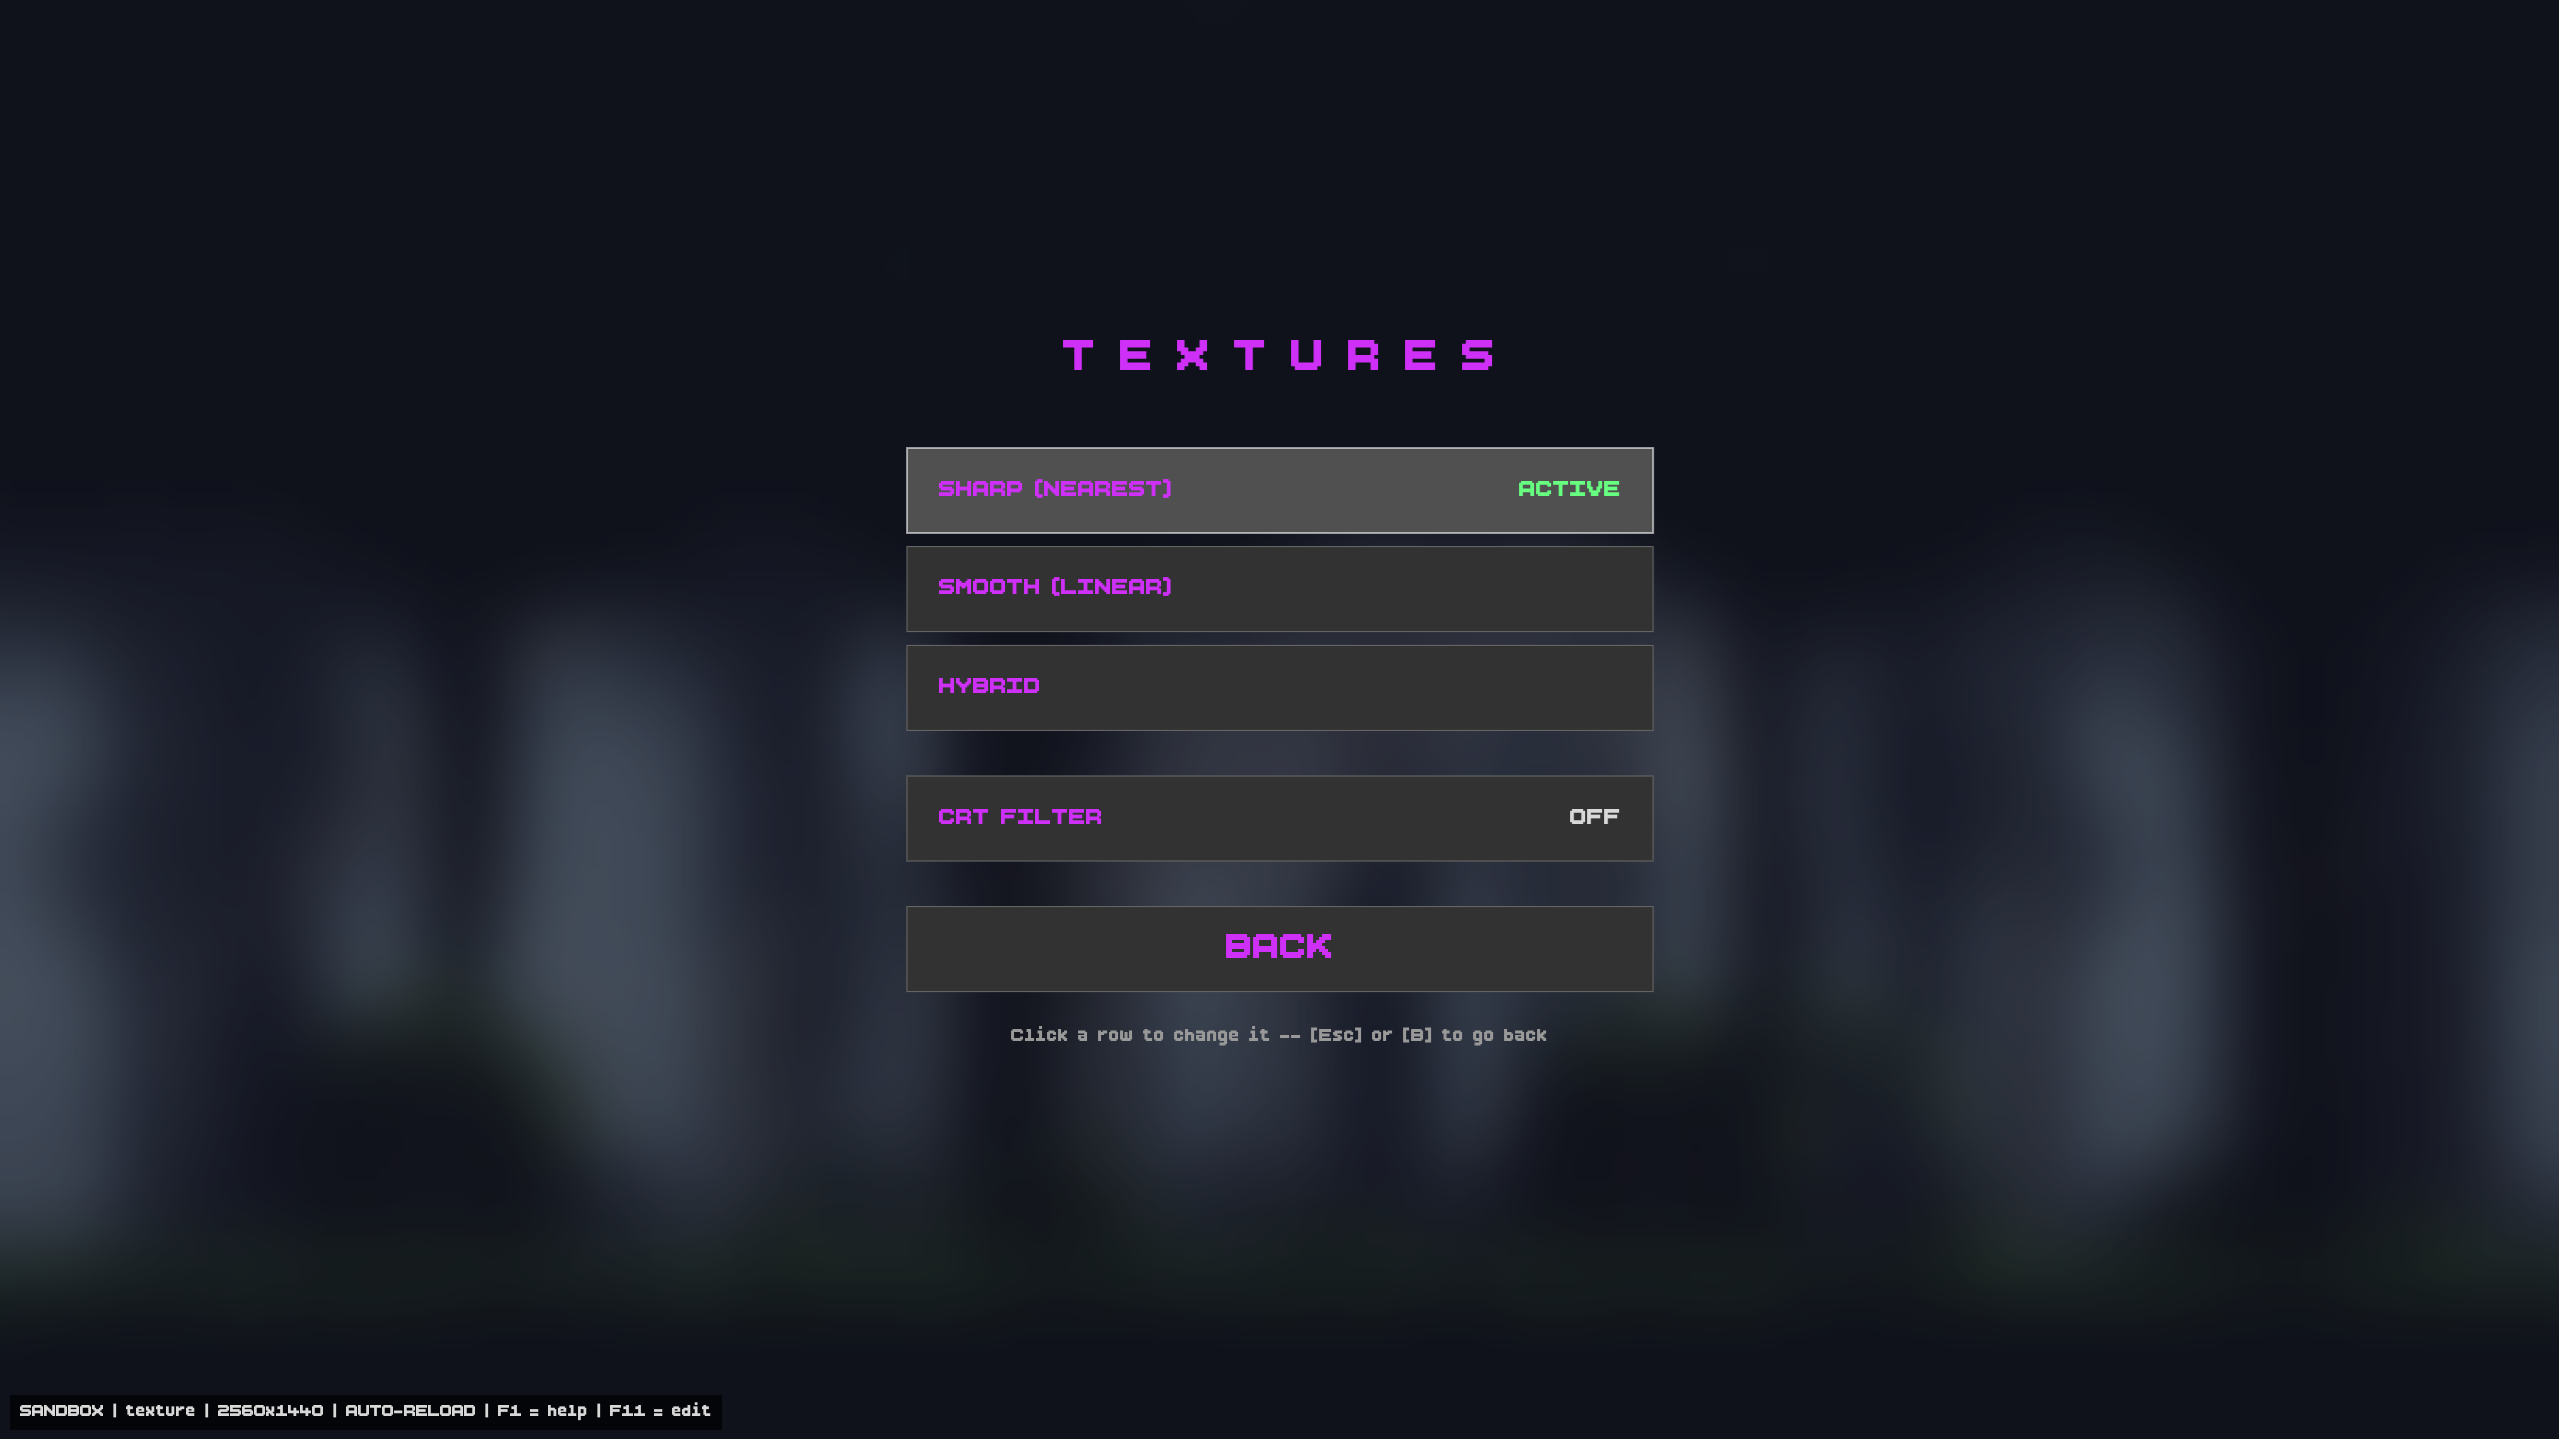 TEXTURES
SHARP [NEAREST] ACTIVE
SMOOTH [LINEAR]
HYBRID
CRT FILTER OFF
BACK
Click a row to change it -- [Esc] or [B] to go back
SANDBOX | texture | 2560x1440 | AUTO-RELOAD | F1 = help | F11 = edit